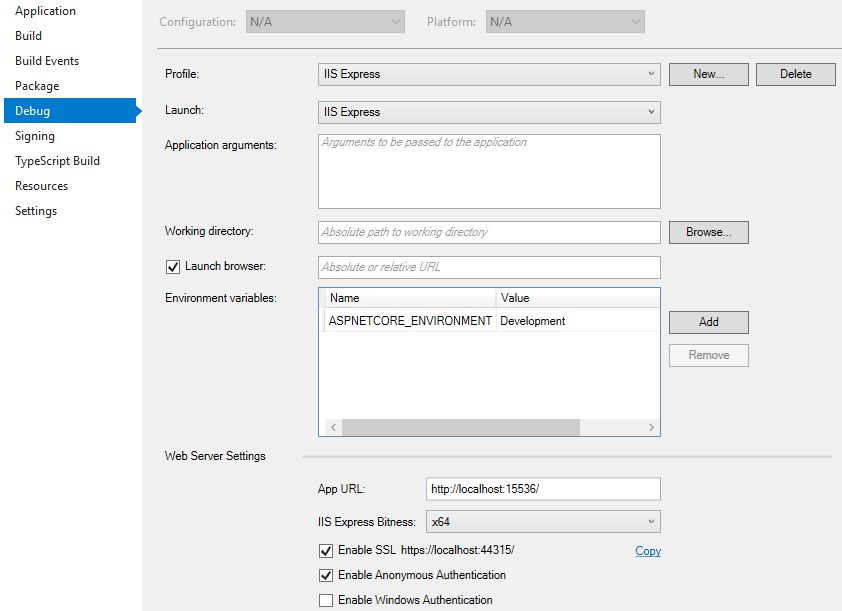 Application
Build
Build Events
Package
Debug
Signing
TypeScript Build
Resources
Settings
Configuration: N/A Platform: N/A
Profile: IIS Express New... Delete
Launch: IIS Express
Application arguments: Arguments to be passed to the application
Working directory: Absolute path to working directory Browse...
Launch browser: Absolute or relative URL
Environment variables: Name Value
ASPNETCORE_ENVIRONMENT Development Add
Remove
Web Server Settings
App URL: http://localhost:15536/
IIS Express Bitness: x64
Enable SSL https://localhost:44315/ Copy
Enable Anonymous Authentication
Enable Windows Authentication